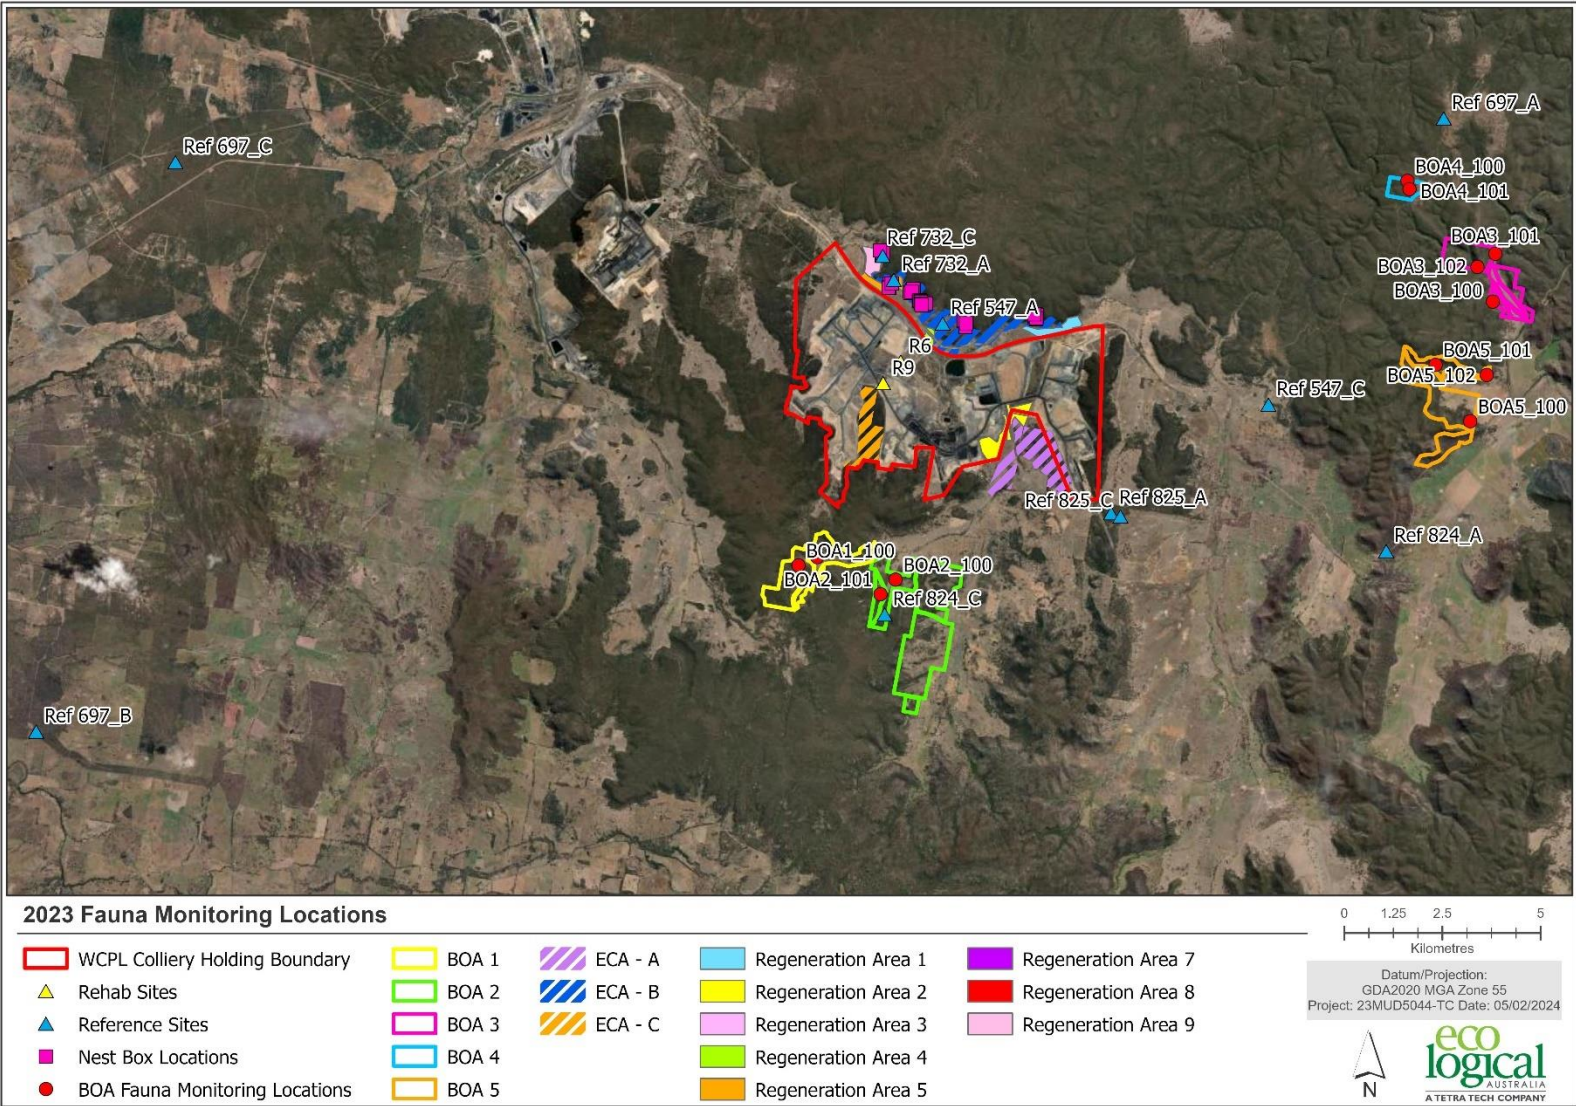 Ref 697_A
Ref 697_C
BOA4_100
BOA4_101
Ref 732_C
BOA3_101
Ref 732_A
BOA3_102
BOA3_100
Ref 547_A
R6
BOA5_101
R9
BOA5_102
Ref 547_C
BOA5_100
Ref 825_C
Ref 825_A
Ref 824_A
BOA1_100
BOA2_100
BOA2_101
Ref 824_C
Ref 697_B
2023 Fauna Monitoring Locations
WCPL Colliery Holding Boundary
Rehab Sites
Reference Sites
Nest Box Locations
BOA Fauna Monitoring Locations
BOA 1
BOA 2
BOA 3
BOA 4
BOA 5
ECA - A
ECA - B
ECA - C
Regeneration Area 1
Regeneration Area 2
Regeneration Area 3
Regeneration Area 4
Regeneration Area 5
Regeneration Area 7
Regeneration Area 8
Regeneration Area 9
0 1.25 2.5 5
Kilometres
Datum/Projection:
GDA2020 MGA Zone 55
Project: 23MUD5044-TC Date: 05/02/2024
N
eco
logical
AUSTRALIA
A TETRA TECH COMPANY